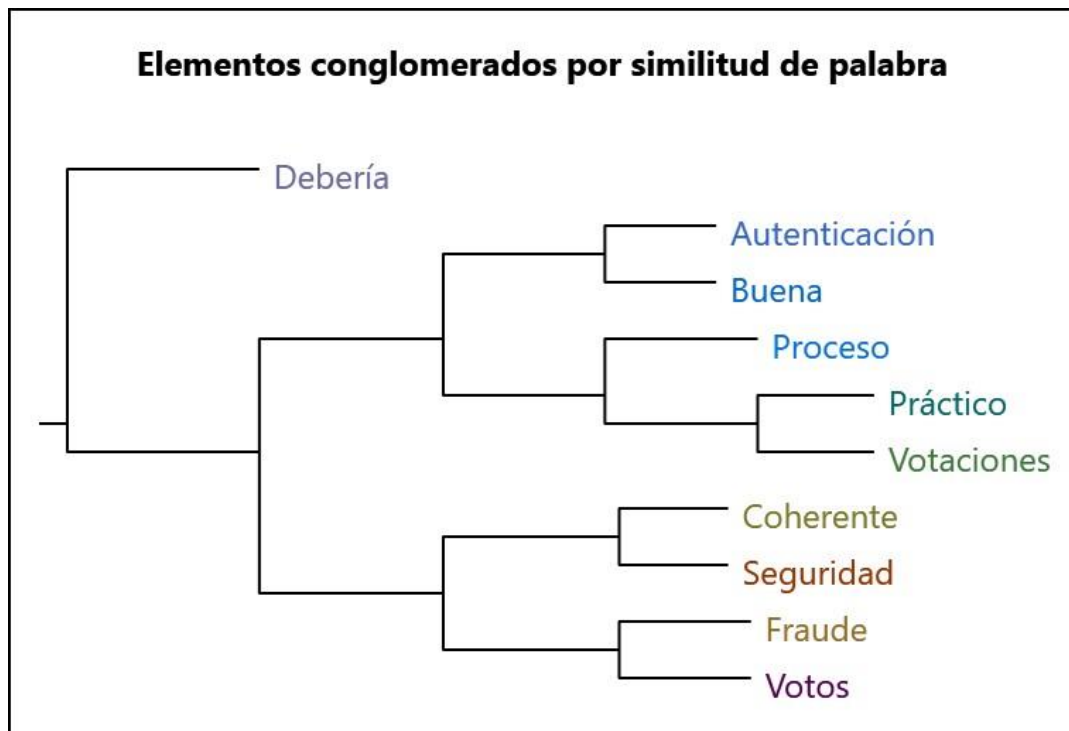 Elementos conglomerados por similitud de palabra
Debería
Autenticación
Buena
Proceso
Práctico
Votaciones
Coherente
Seguridad
Fraude
Votos